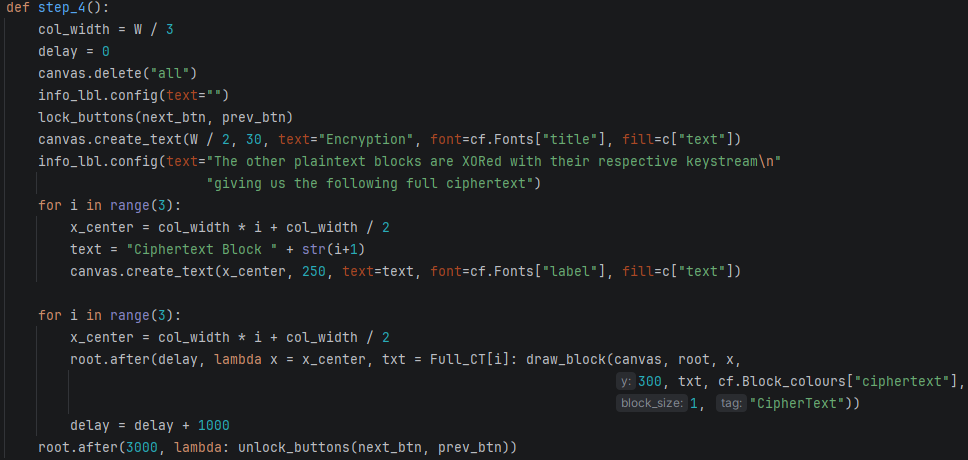 def step_4():
    col_width = W / 3
    delay = 0
    canvas.delete("all")
    info_lbl.config(text="")
    lock_buttons(next_btn, prev_btn)
    canvas.create_text(W / 2, 30, text="Encryption", font=cf.Fonts["title"], fill=c["text"])
    info_lbl.config(text="The other plaintext blocks are XORed with their respective keystream\n"
                         "giving us the following full ciphertext")
    for i in range(3):
        x_center = col_width * i + col_width / 2
        text = "Ciphertext Block " + str(i+1)
        canvas.create_text(x_center, 250, text=text, font=cf.Fonts["label"], fill=c["text"])

    for i in range(3):
        x_center = col_width * i + col_width / 2
        root.after(delay, lambda x = x_center, txt = Full_CT[i]: draw_block(canvas, root, x,
                                                                            y: 300, txt, cf.Block_colours["ciphertext"],
                                                                            block_size: 1, tag: "CipherText"))
        delay = delay + 1000
    root.after(3000, lambda: unlock_buttons(next_btn, prev_btn))